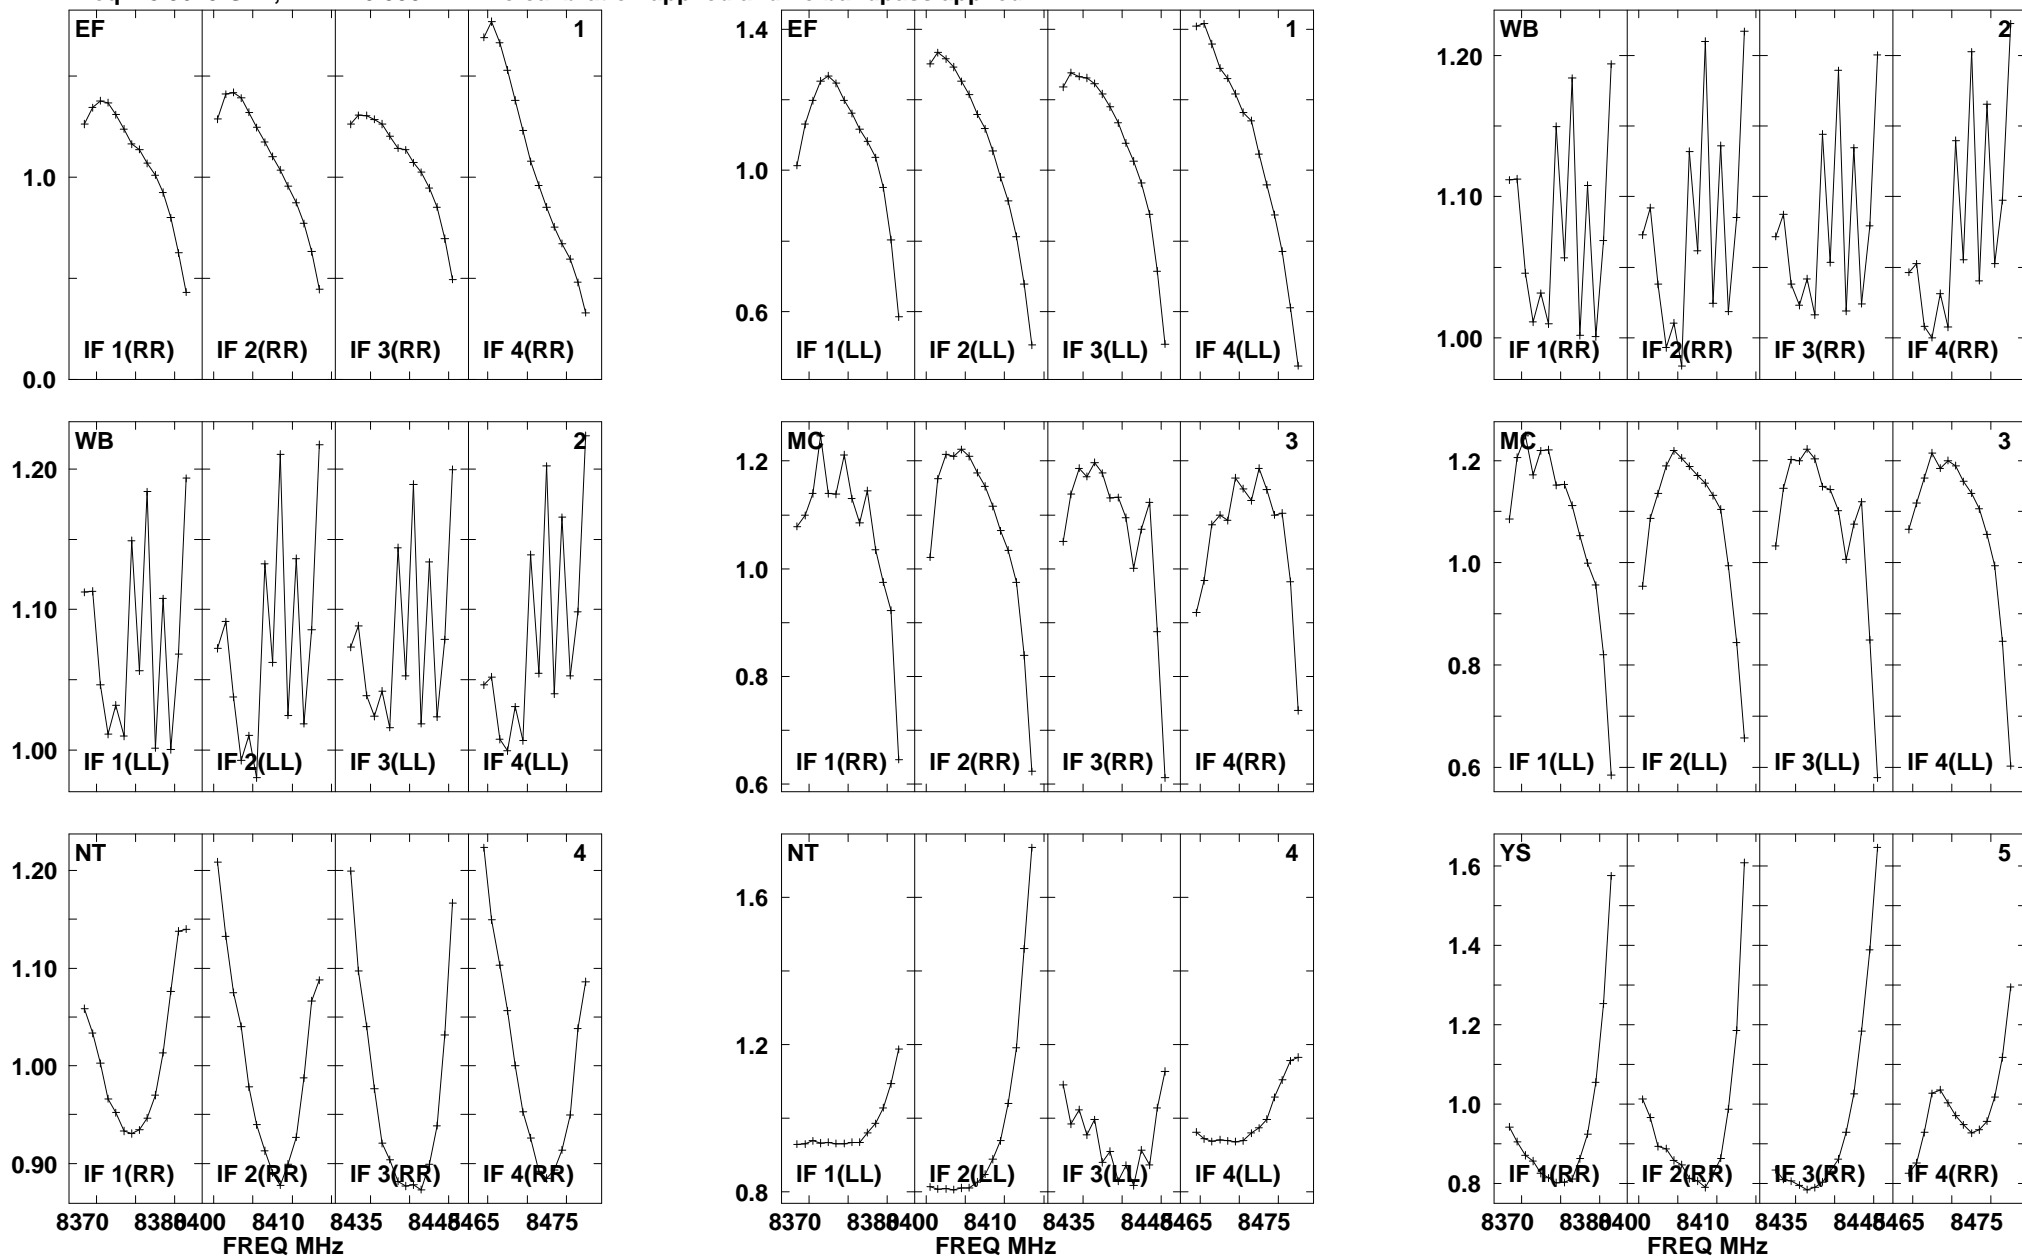 EF 1
1.0
0.0
IF 1(RR) IF 2(RR) IF 3(RR) IF 4(RR)
EF 1
1.4
1.0
0.6
IF 1(LL) IF 2(LL) IF 3(LL) IF 4(LL)
WB 2
1.20
1.10
1.00
IF 1(RR) IF 2(RR) IF 3(RR) IF 4(RR)
WB 2
1.20
1.10
1.00
IF 1(LL) IF 2(LL) IF 3(LL) IF 4(LL)
MC 3
1.2
1.0
0.8
0.6
IF 1(RR) IF 2(RR) IF 3(RR) IF 4(RR)
MC 3
1.2
1.0
0.8
0.6
IF 1(LL) IF 2(LL) IF 3(LL) IF 4(LL)
NT 4
1.20
1.10
1.00
0.90
IF 1(RR) IF 2(RR) IF 3(RR) IF 4(RR)
8370 8380 8400 8410 8435 8445 8465 8475
FREQ MHz
NT 4
1.6
1.2
0.8
IF 1(LL) IF 2(LL) IF 3(LL) IF 4(LL)
8370 8380 8400 8410 8435 8445 8465 8475
FREQ MHz
YS 5
1.6
1.4
1.2
1.0
0.8
IF 1(RR) IF 2(RR) IF 3(RR) IF 4(RR)
8370 8380 8400 8410 8435 8445 8465 8475
FREQ MHz